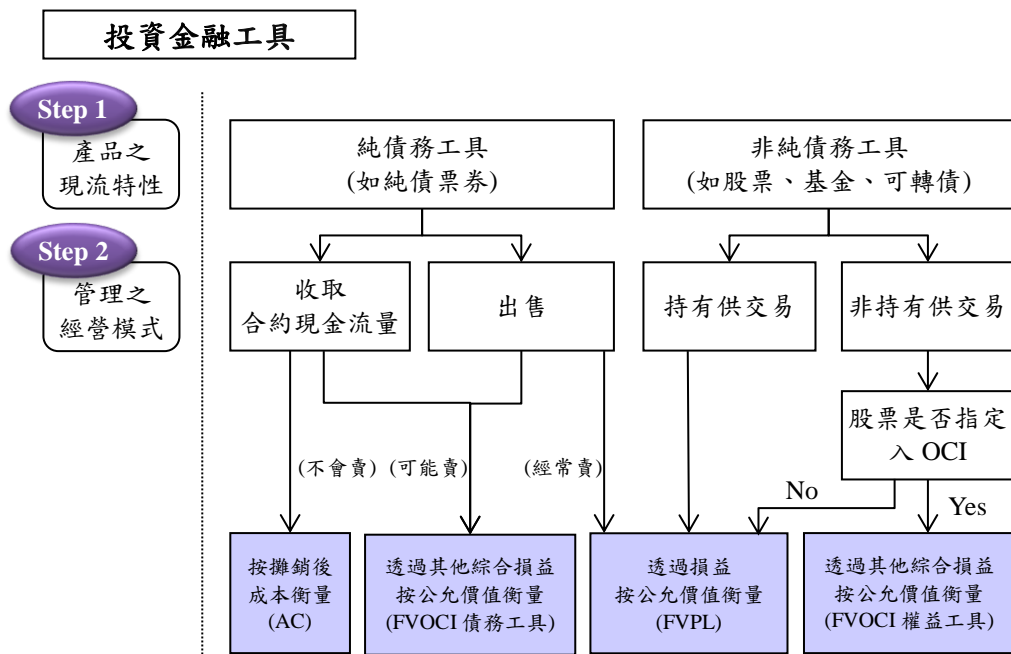 投資金融工具
Step 1
產品之
現流特性
純債務工具
(如純債票券)
非純債務工具
(如股票、基金、可轉債)
Step 2
管理之
經營模式
收取
合約現金流量
出售
持有供交易
非持有供交易
股票是否指定
入 OCI
(不會賣)
(可能賣)
(經常賣)
No
Yes
按攤銷後
成本衡量
(AC)
透過其他綜合損益
按公允價值衡量
(FVOCI 債務工具)
透過損益
按公允價值衡量
(FVPL)
透過其他綜合損益
按公允價值衡量
(FVOCI 權益工具)